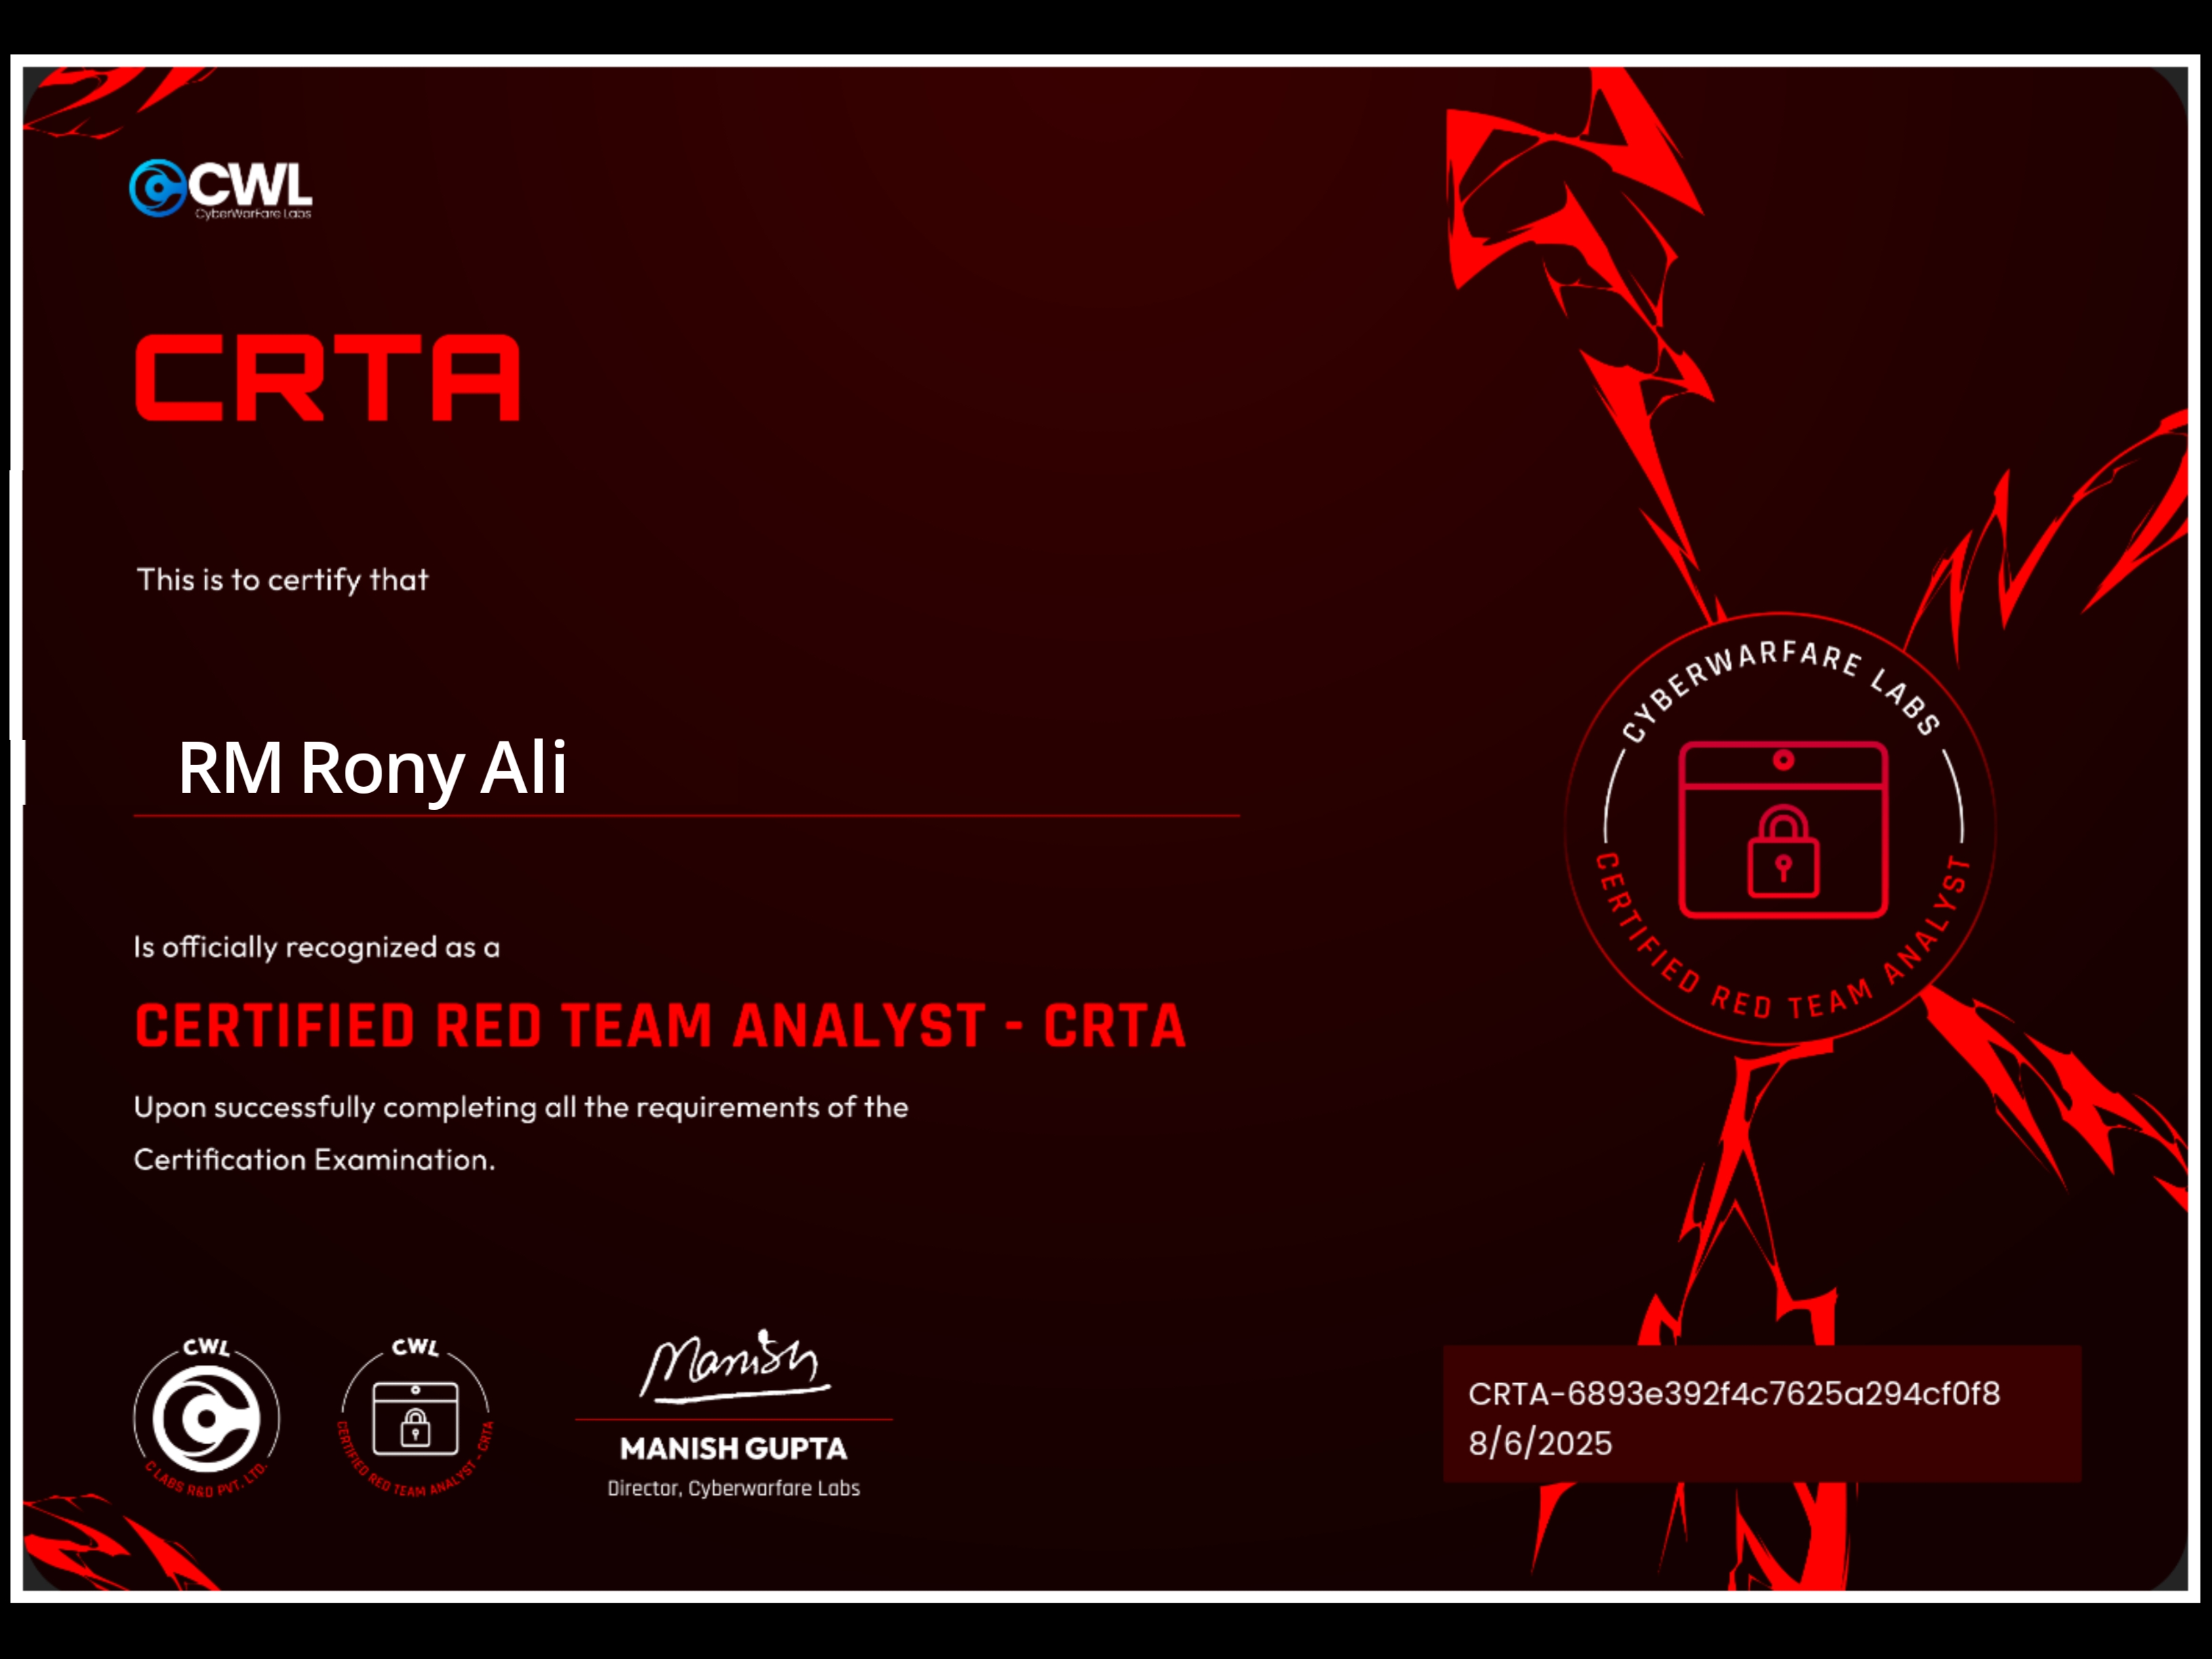 CWL
CyberWarFare Labs
CRTA
This is to certify that
RM Rony Ali
Is officially recognized as a
CERTIFIED RED TEAM ANALYST - CRTA
Upon successfully completing all the requirements of the
Certification Examination.
CYBERWARFARE LABS
CERTIFIED RED TEAM ANALYST
CWL
C LABS R&D PVT. LTD.
CWL
CERTIFIED RED TEAM ANALYST - CRTA
Manish
MANISH GUPTA
Director, Cyberwarfare Labs
CRTA-6893e392f4c7625a294cf0f8
8/6/2025